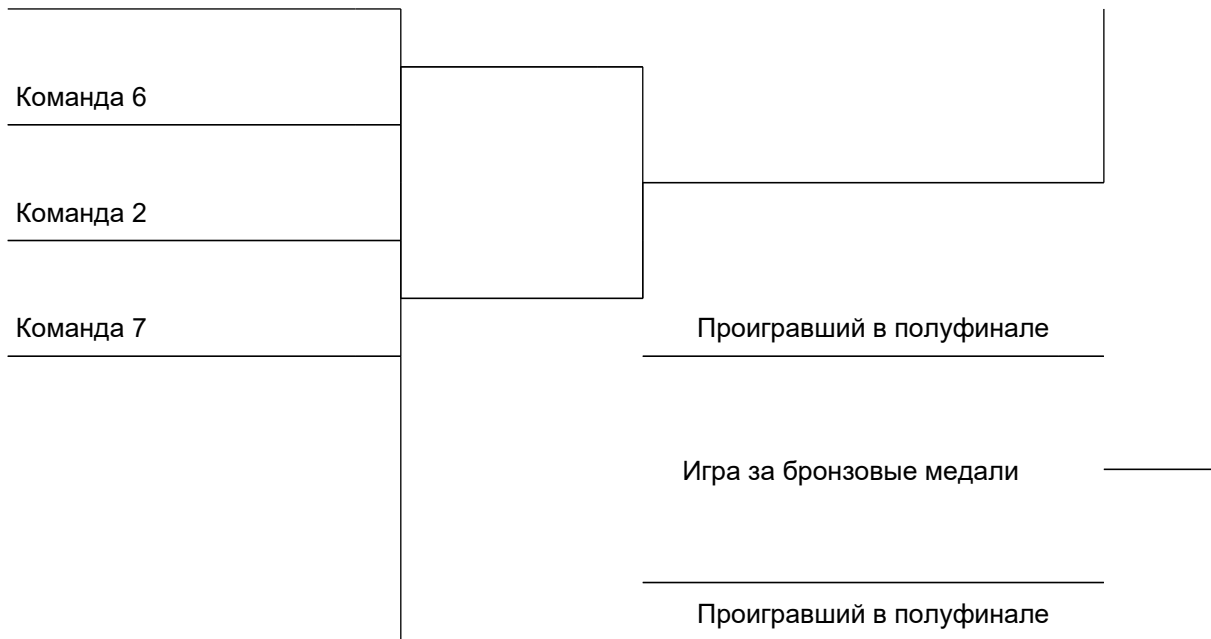 Команда 6
Команда 2
Команда 7
Проигравший в полуфинале
Игра за бронзовые медали
Проигравший в полуфинале